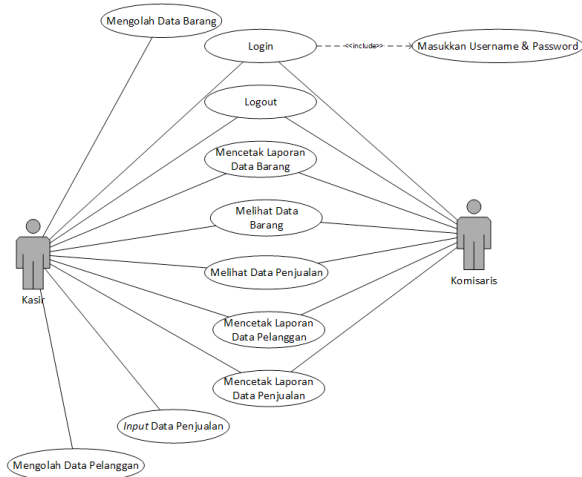 Mengolah Data Barang
Login
<<include>>
Masukkan Username & Password
Logout
Mencetak Laporan
Data Barang
Melihat Data
Barang
Melihat Data Penjualan
Mencetak Laporan
Data Pelanggan
Mencetak Laporan
Data Penjualan
Kasir
Komisaris
Input Data Penjualan
Mengolah Data Pelanggan